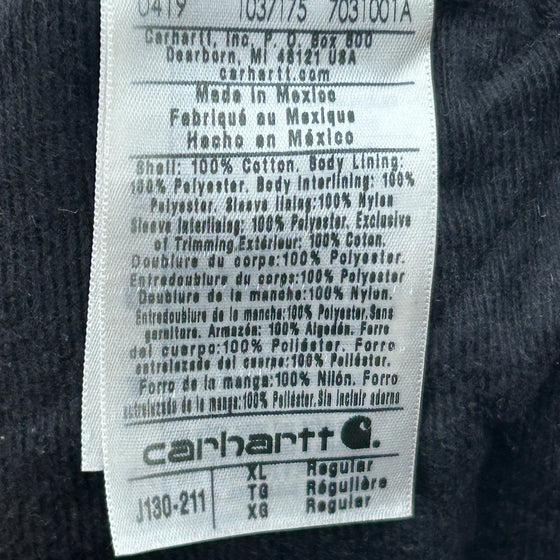 0419 1037175 7031001A
Carhartt, Inc. P. O. Box 600
Dearborn, MI 48121 USA
carhartt.com
Made in Mexico
Fabriqué au Mexique
Hecho en México
Shell: 100% Cotton. Body Lining:
100% Polyester. Body Interlining: 100%
Polyester. Sleeve lining:100% Nylon
Sleeve Interlining: 100% Polyester. Exclusive
of Trimming Extérieur: 100% Coton.
Doublure du corps:100% Polyester.
Entredoublure du corps:100% Polyester
Doublure de la manche:100% Nylon.
Entredoublure de la manche:100% Polyester.Sans
garniture. Armazón: 100% Algodón. Forro
del cuerpo:100% Poliéster. Forro
entrelazado del cuerpo:100% Poliéster.
Forro de la manga:100% Nilón. Forro
entrelazado de la manga:100% Poliéster.Sin incluir adorno
carhartt
J130-211
XL Regular
TG Régulière
XG Regular